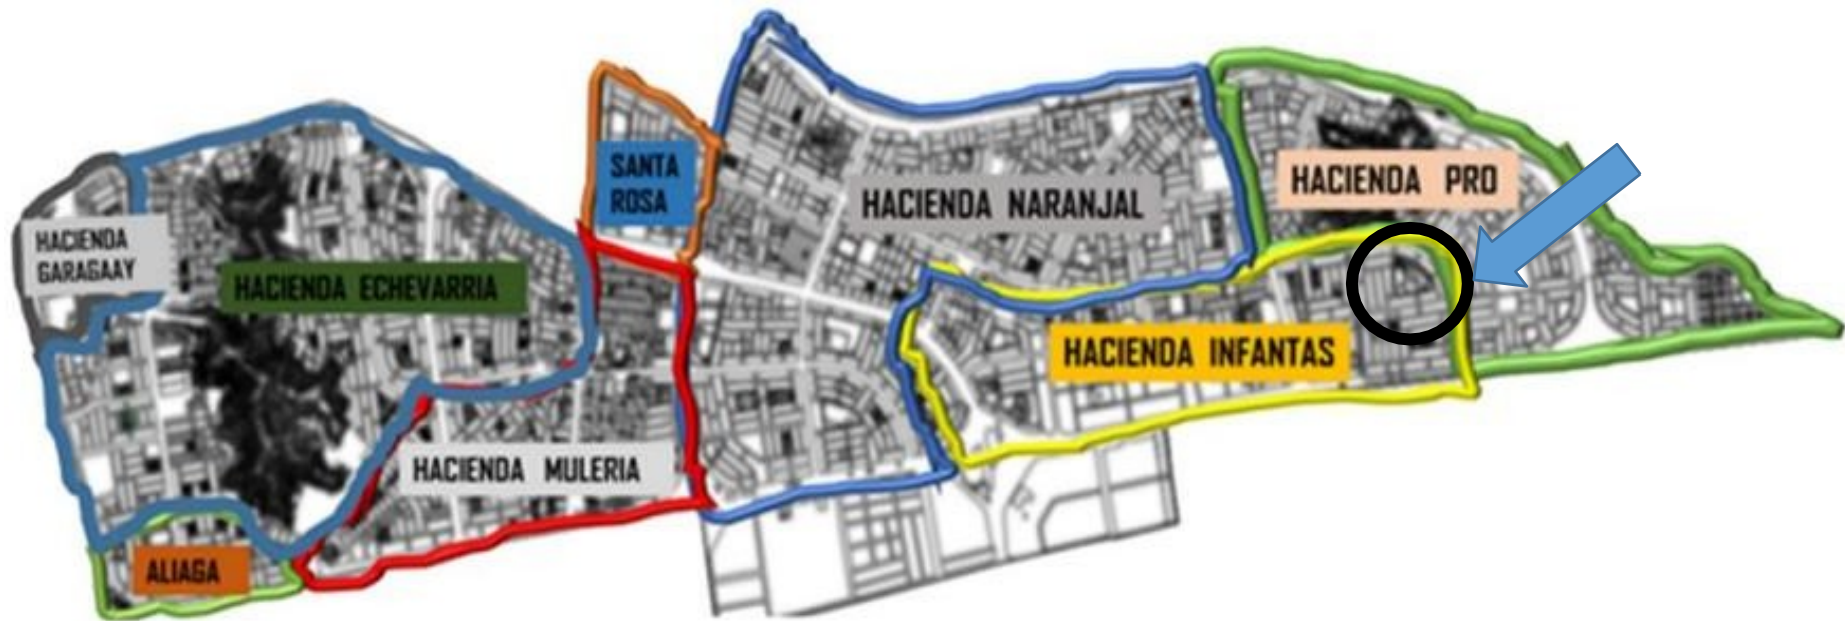 HACIENDA
GARAGAAY
HACIENDA ECHEVARRIA
SANTA
ROSA
HACIENDA NARANJAL
HACIENDA PRO
HACIENDA INFANTAS
HACIENDA MULERIA
ALIAGA